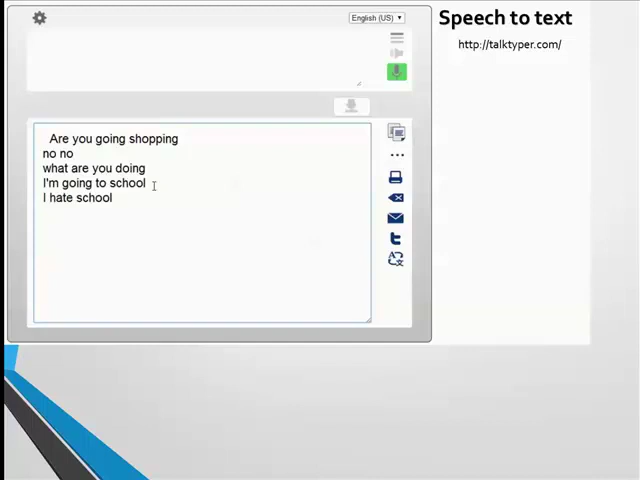 English (US)
Speech to text
http://talktyper.com/
Are you going shopping
no no
what are you doing
I'm going to school
I hate school